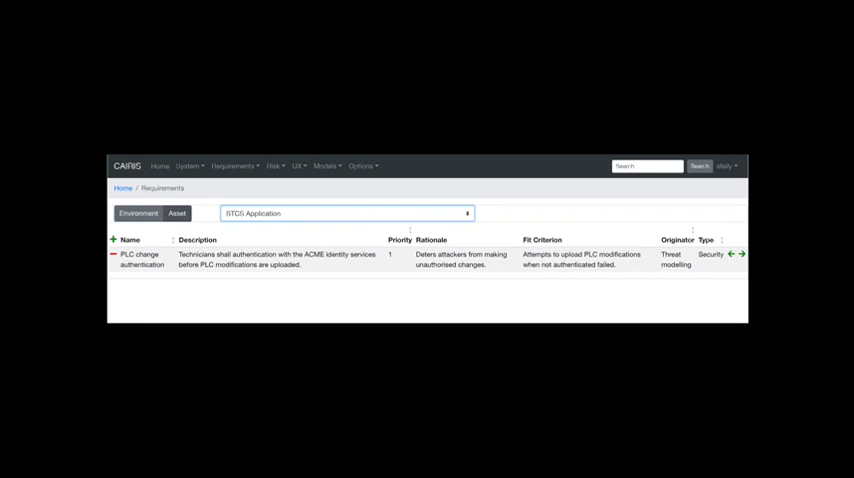 CAIRIS Home System Requirements Risk UX Models Options Search Search
Home / Requirements
Environment Asset STCS Application
Name Description Priority Rationale Fit Criterion Originator Type
PLC change Technicians shall authentication with the ACME identity services 1 Deters attackers from making Attempts to upload PLC modifications Threat Security
authentication before PLC modifications are uploaded. unauthorised changes. when not authenticated failed. modelling